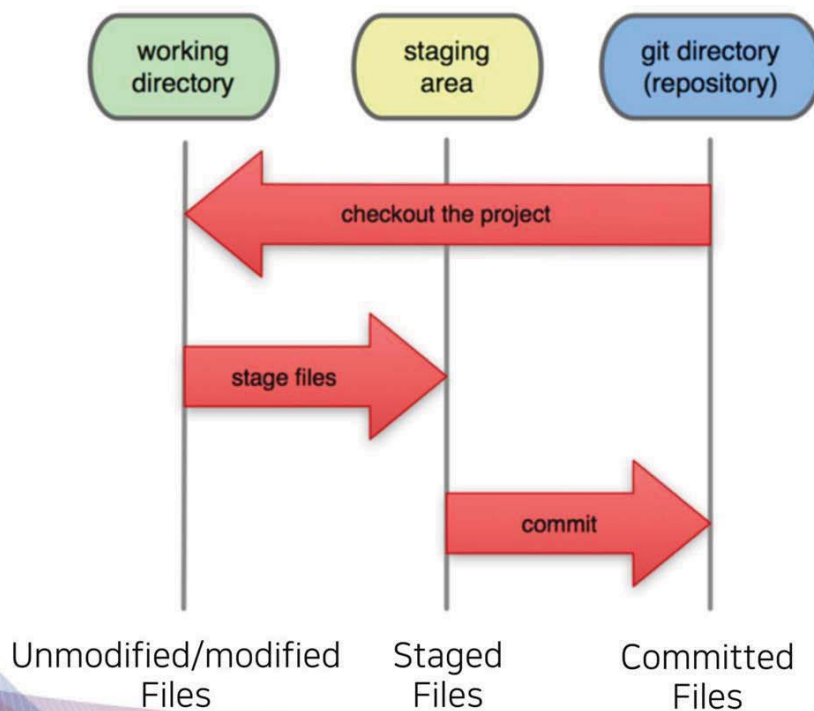 working
directory
staging
area
git directory
(repository)
checkout the project
stage files
commit
Unmodified/modified
Files
Staged
Files
Committed
Files